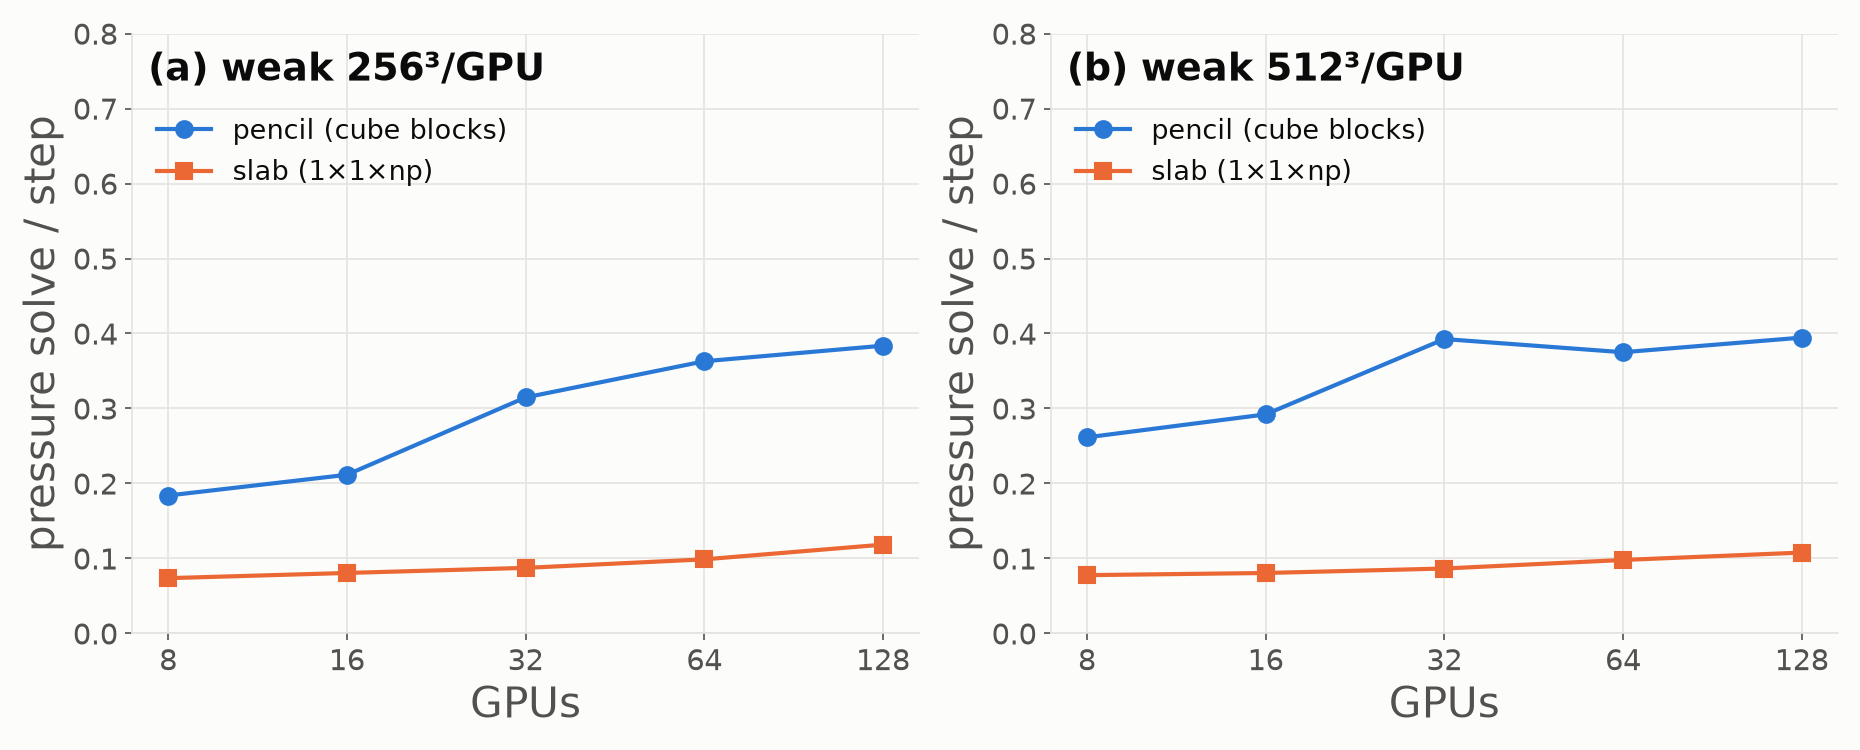 (a) weak 256³/GPU
pencil (cube blocks)
slab (1×1×np)
pressure solve / step
0.8
0.7
0.6
0.5
0.4
0.3
0.2
0.1
0.0
8 16 32 64 128
GPUs
(b) weak 512³/GPU
pencil (cube blocks)
slab (1×1×np)
pressure solve / step
0.8
0.7
0.6
0.5
0.4
0.3
0.2
0.1
0.0
8 16 32 64 128
GPUs